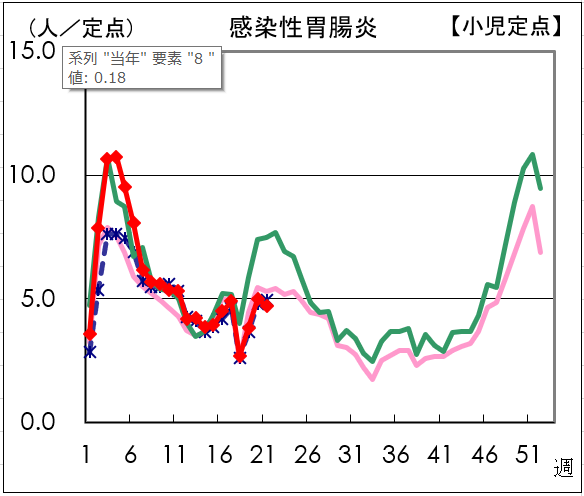 （人／定点） 感染性胃腸炎 【小児定点】
15.0
系列 "当年" 要素 "8 "
値: 0.18
10.0
5.0
0.0
1 6 11 16 21 26 31 36 41 46 51 週